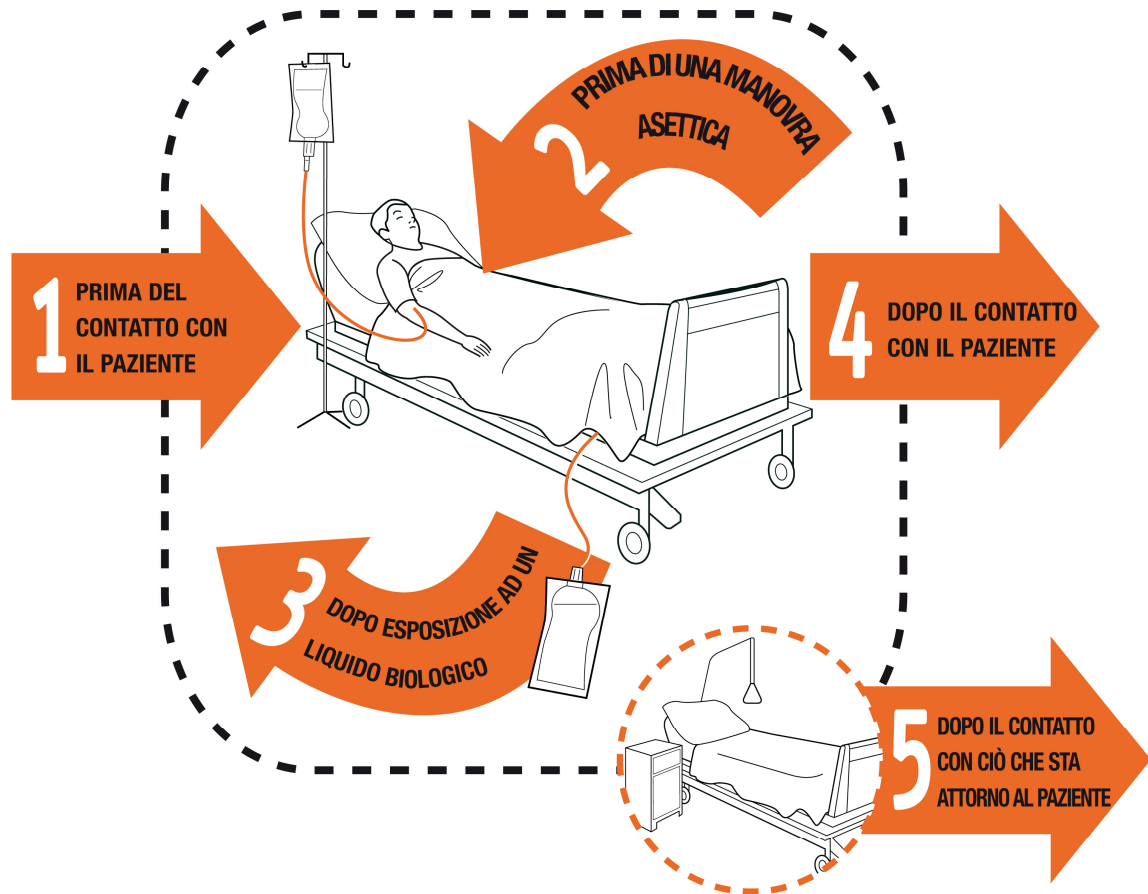 1
PRIMA DEL
CONTATTO CON
IL PAZIENTE
2
PRIMA DI UNA MANOVRA
ASETTICA
3
DOPO ESPOSIZIONE AD UN
LIQUIDO BIOLOGICO
4
DOPO IL CONTATTO
CON IL PAZIENTE
5
DOPO IL CONTATTO
CON CIÒ CHE STA
ATTORNO AL PAZIENTE